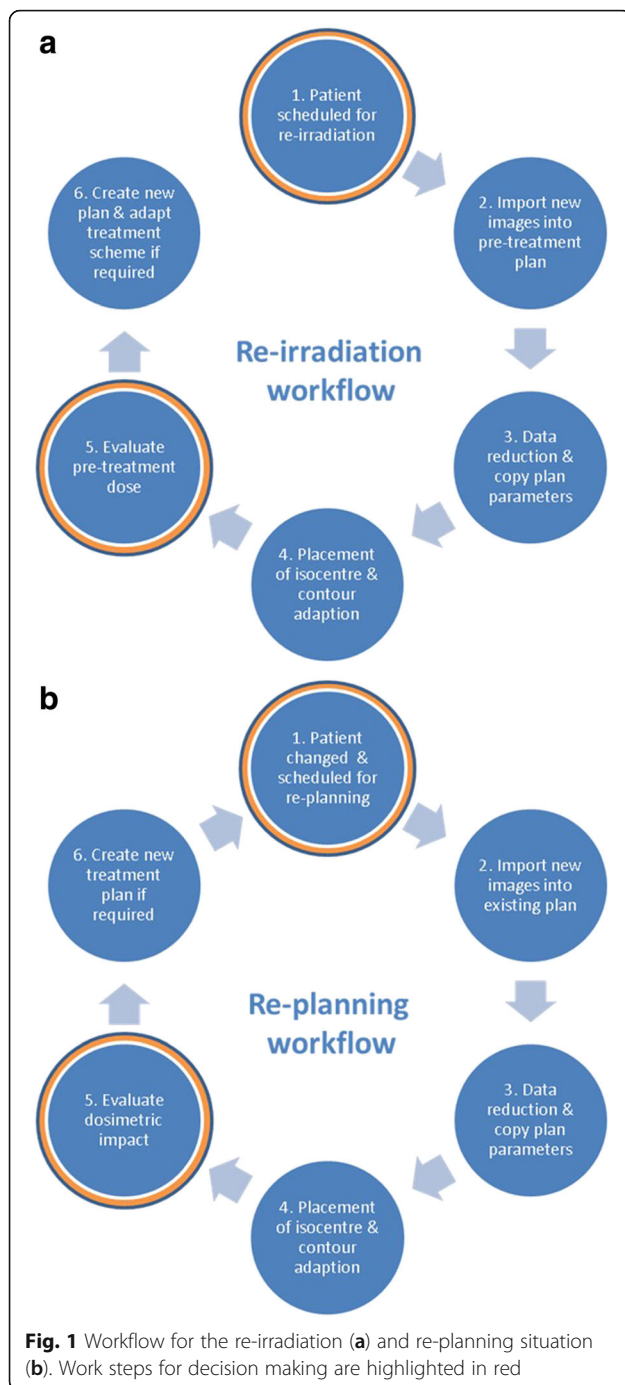 a
1. Patient
scheduled for
re-irradiation
2. Import new
images into
pre-treatment
plan
3. Data
reduction &
copy plan
parameters
4. Placement
of isocentre &
contour
adaption
5. Evaluate
pre-treatment
dose
6. Create new
plan & adapt
treatment
scheme if
required
Re-irradiation
workflow
b
1. Patient
changed &
scheduled for
re-planning
2. Import new
images into
existing plan
3. Data
reduction &
copy plan
parameters
4. Placement
of isocentre &
contour
adaption
5. Evaluate
dosimetric
impact
6. Create new
treatment
plan if
required
Re-planning
workflow
Fig. 1 Workflow for the re-irradiation (a) and re-planning situation
(b). Work steps for decision making are highlighted in red